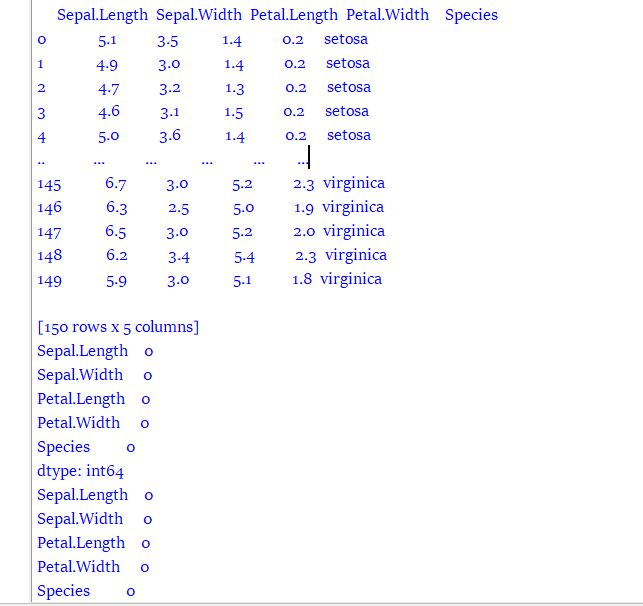 Sepal.Length Sepal.Width Petal.Length Petal.Width Species
0 5.1 3.5 1.4 0.2 setosa
1 4.9 3.0 1.4 0.2 setosa
2 4.7 3.2 1.3 0.2 setosa
3 4.6 3.1 1.5 0.2 setosa
4 5.0 3.6 1.4 0.2 setosa
.. ... ... ... ... ...
145 6.7 3.0 5.2 2.3 virginica
146 6.3 2.5 5.0 1.9 virginica
147 6.5 3.0 5.2 2.0 virginica
148 6.2 3.4 5.4 2.3 virginica
149 5.9 3.0 5.1 1.8 virginica
[150 rows x 5 columns]
Sepal.Length 0
Sepal.Width 0
Petal.Length 0
Petal.Width 0
Species 0
dtype: int64
Sepal.Length 0
Sepal.Width 0
Petal.Length 0
Petal.Width 0
Species 0